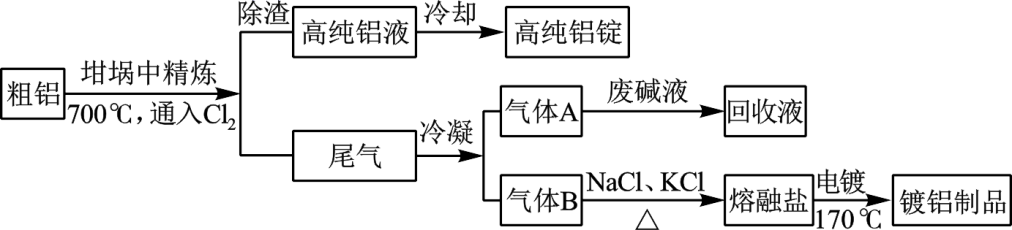 粗铝
坩埚中精炼
700℃,通入Cl₂
除渣
高纯铝液
冷却
高纯铝锭
尾气
冷凝
气体A
废碱液
回收液
气体B
NaCl、KCl
△
熔融盐
电镀
170℃
镀铝制品